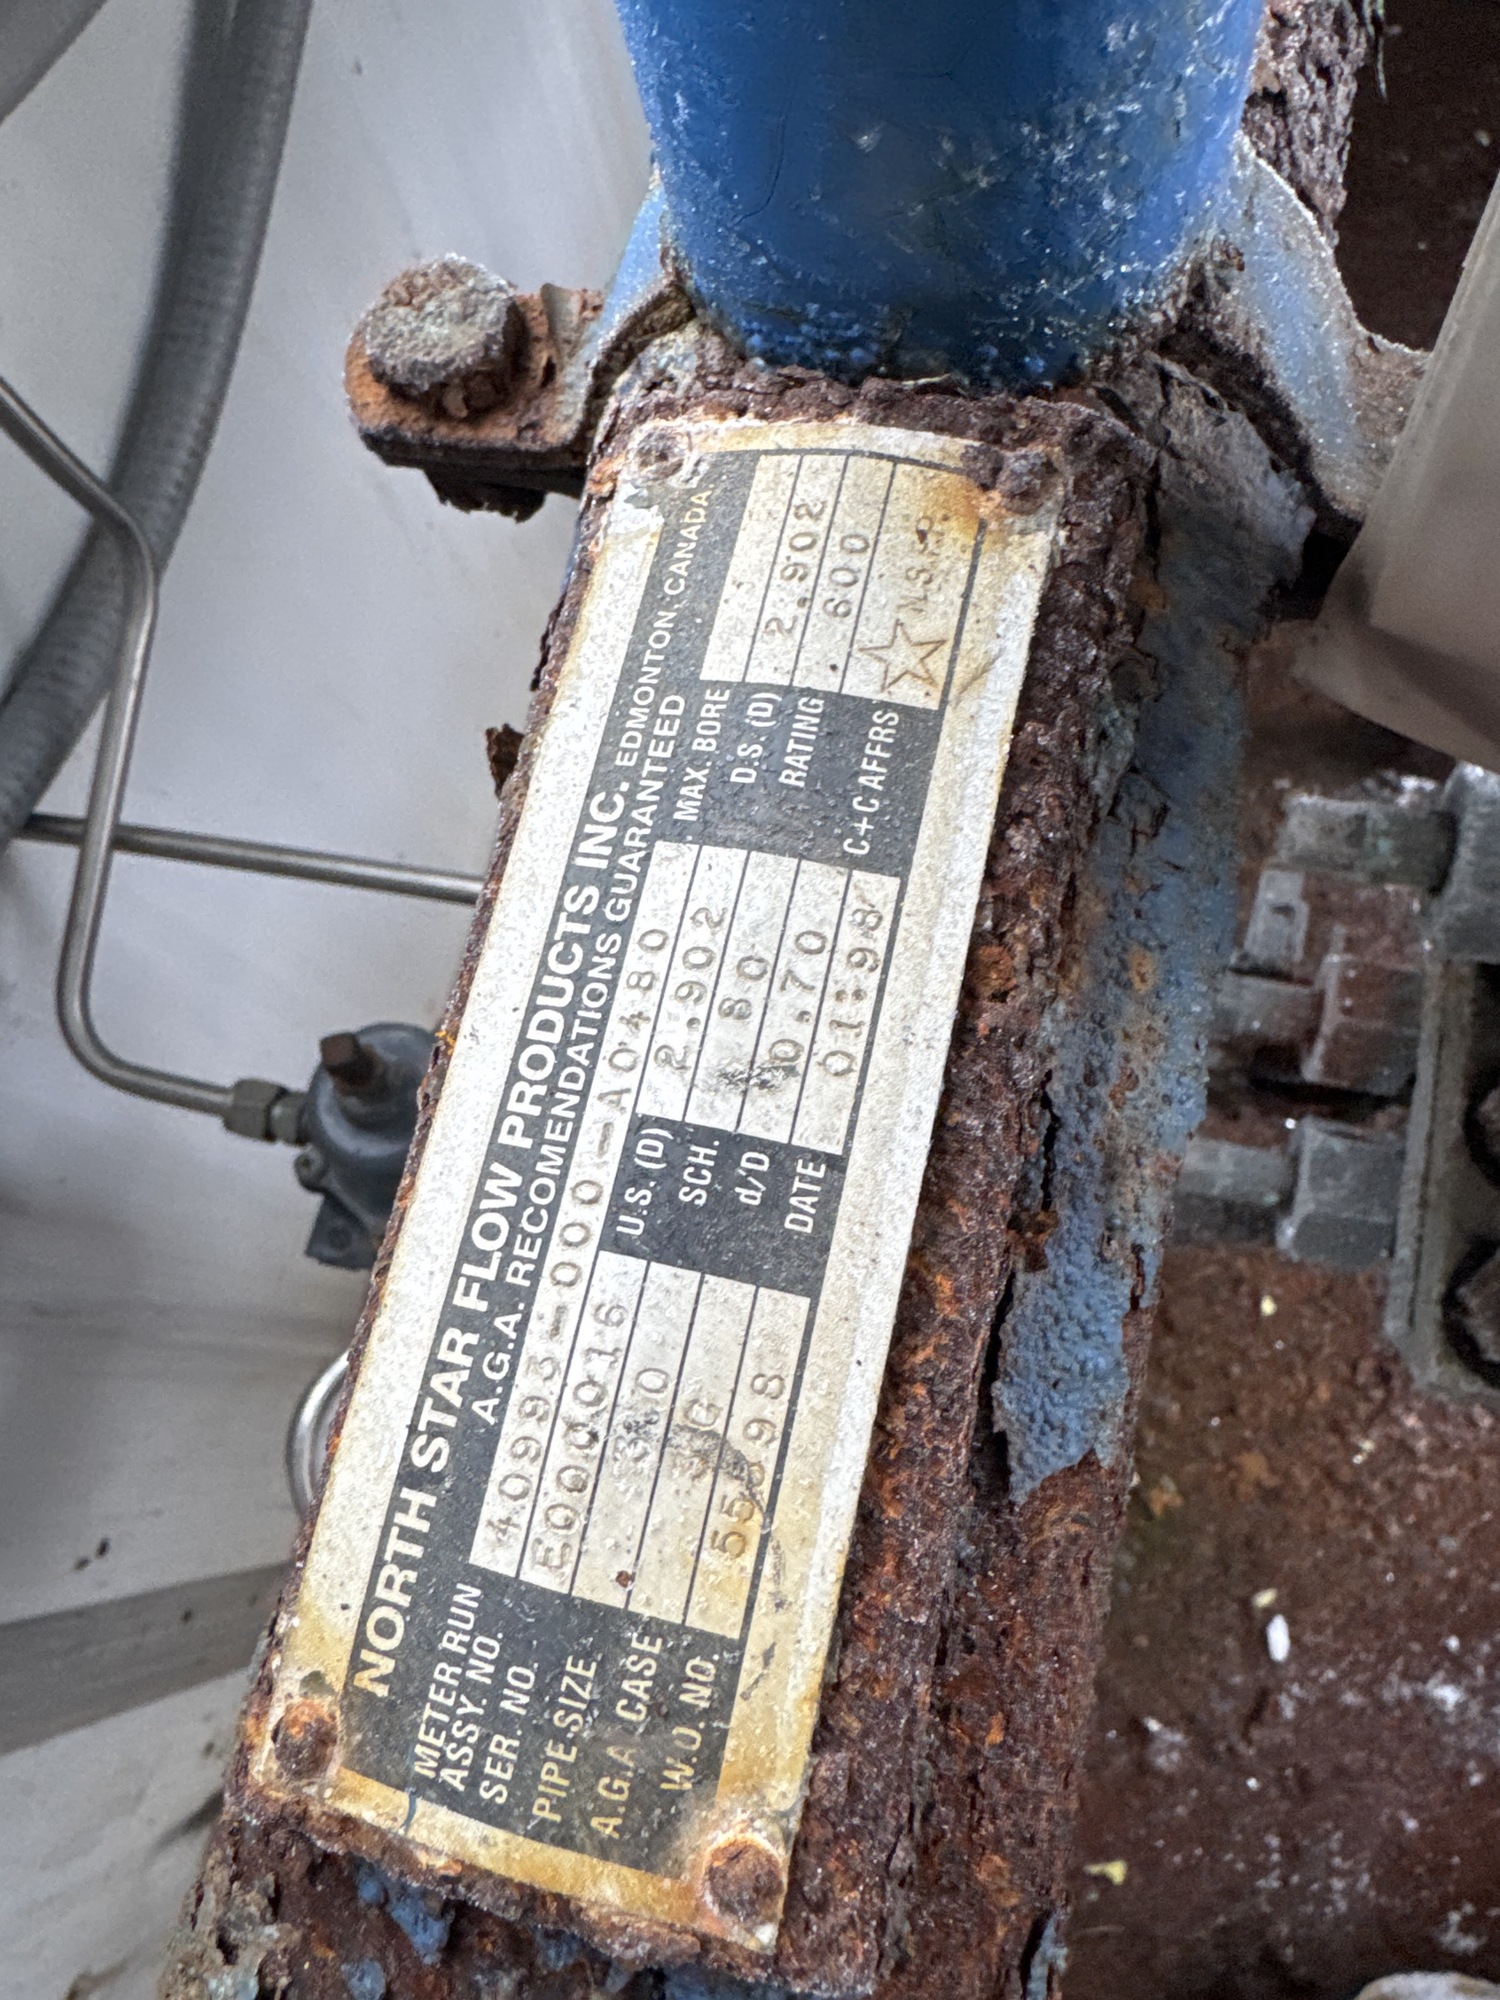 NORTH STAR FLOW PRODUCTS INC. EDMONTON, CANADA
A.G.A. RECOMENDATIONS GUARANTEED
METER RUN
ASSY. NO. 40993-000-A0480 MAX. BORE
SER. NO. E000016 U.S. (D) 2.902 D.S. (D) 2.902
PIPE SIZE SCH. 80 RATING 600
A.G.A. CASE d/D 0.70 C+C AFFRS
W.O. NO. 98 DATE 98